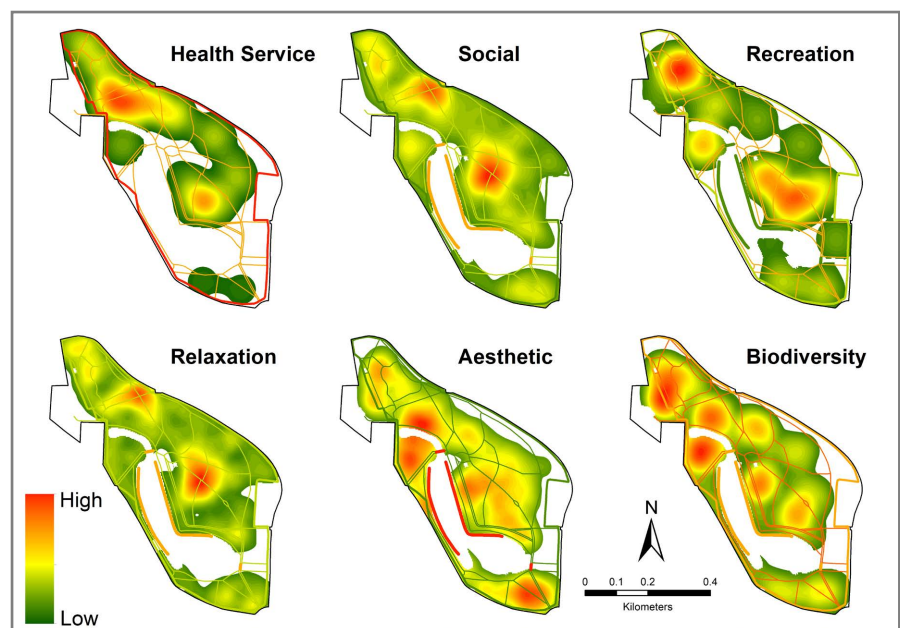 Health Service
Social
Recreation
Relaxation
Aesthetic
Biodiversity
High
Low
N
0 0.1 0.2 0.4
Kilometers